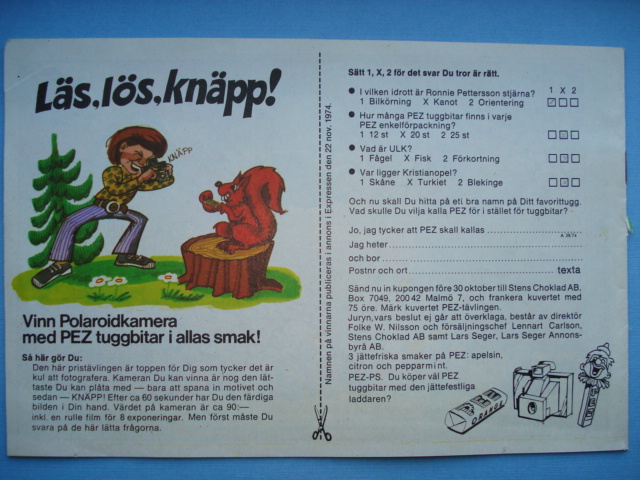 Läs, lös, knäpp!
KNÄPP
Vinn Polaroidkamera
med PEZ tuggbitar i allas smak!
Så här gör Du:
Den här pristävlingen är toppen för Dig som tycker det är
kul att fotografera. Kameran Du kan vinna är nog den lät-
taste Du kan plåta med — bara att spana in motivet och
sedan — KNÄPP! Efter ca 60 sekunder har Du den färdiga
bilden i Din hand. Värdet på kameran är ca 90:—
inkl. en rulle film för 8 exponeringar. Men först måste Du
svara på de här lätta frågorna.
Namnen på vinnarna publiceras i annons i Expressen den 22 nov. 1974.
Sätt 1, X, 2 för det svar Du tror är rätt.
1 X 2
● I vilken idrott är Ronnie Petterson stjärna?
1 Bilkörning X Kanot 2 Orientering
● Hur många PEZ tuggbitar finns i varje
PEZ enkelförpackning?
1 12 st X 20 st 2 25 st
● Vad är ULK?
1 Fågel X Fisk 2 Förkortning
● Var ligger Kristianopel?
1 Skåne X Turkiet 2 Blekinge
Och nu skall Du hitta på ett bra namn på Ditt favorittugg.
Vad skulle Du vilja kalla PEZ för i stället för tuggbitar?
Jo, jag tycker att PEZ skall kallas
A 28/74
Jag heter
och bor
Postnr och ort texta
Sänd nu in kupongen före 30 oktober till Stens Choklad AB,
Box 7049, 200 42 Malmö 7, och frankera kuvertet med
75 öre. Märk kuvertet PEZ-tävlingen.
Juryn, vars beslut ej går att överklaga, består av direktör
Folke W. Nilsson och försäljningschef Lennart Carlson,
Stens Choklad AB samt Lars Seger, Lars Seger Annons-
byrå AB.
3 jättefriska smaker på PEZ: apelsin,
citron och pepparmint.
PEZ-PS. Du köper väl PEZ
tuggbitar med den jättefestliga
laddaren?
PEZ
ORANGE
PEZ